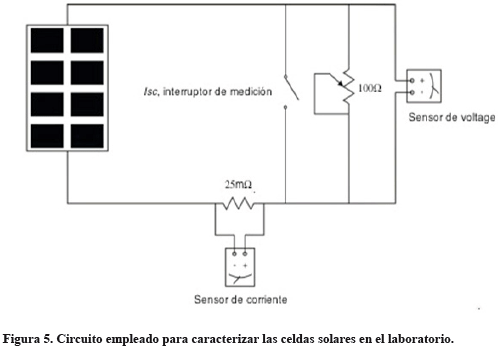 Isc, interruptor de medición
100Ω
Sensor de voltage
25mΩ
Sensor de corriente
Figura 5. Circuito empleado para caracterizar las celdas solares en el laboratorio.